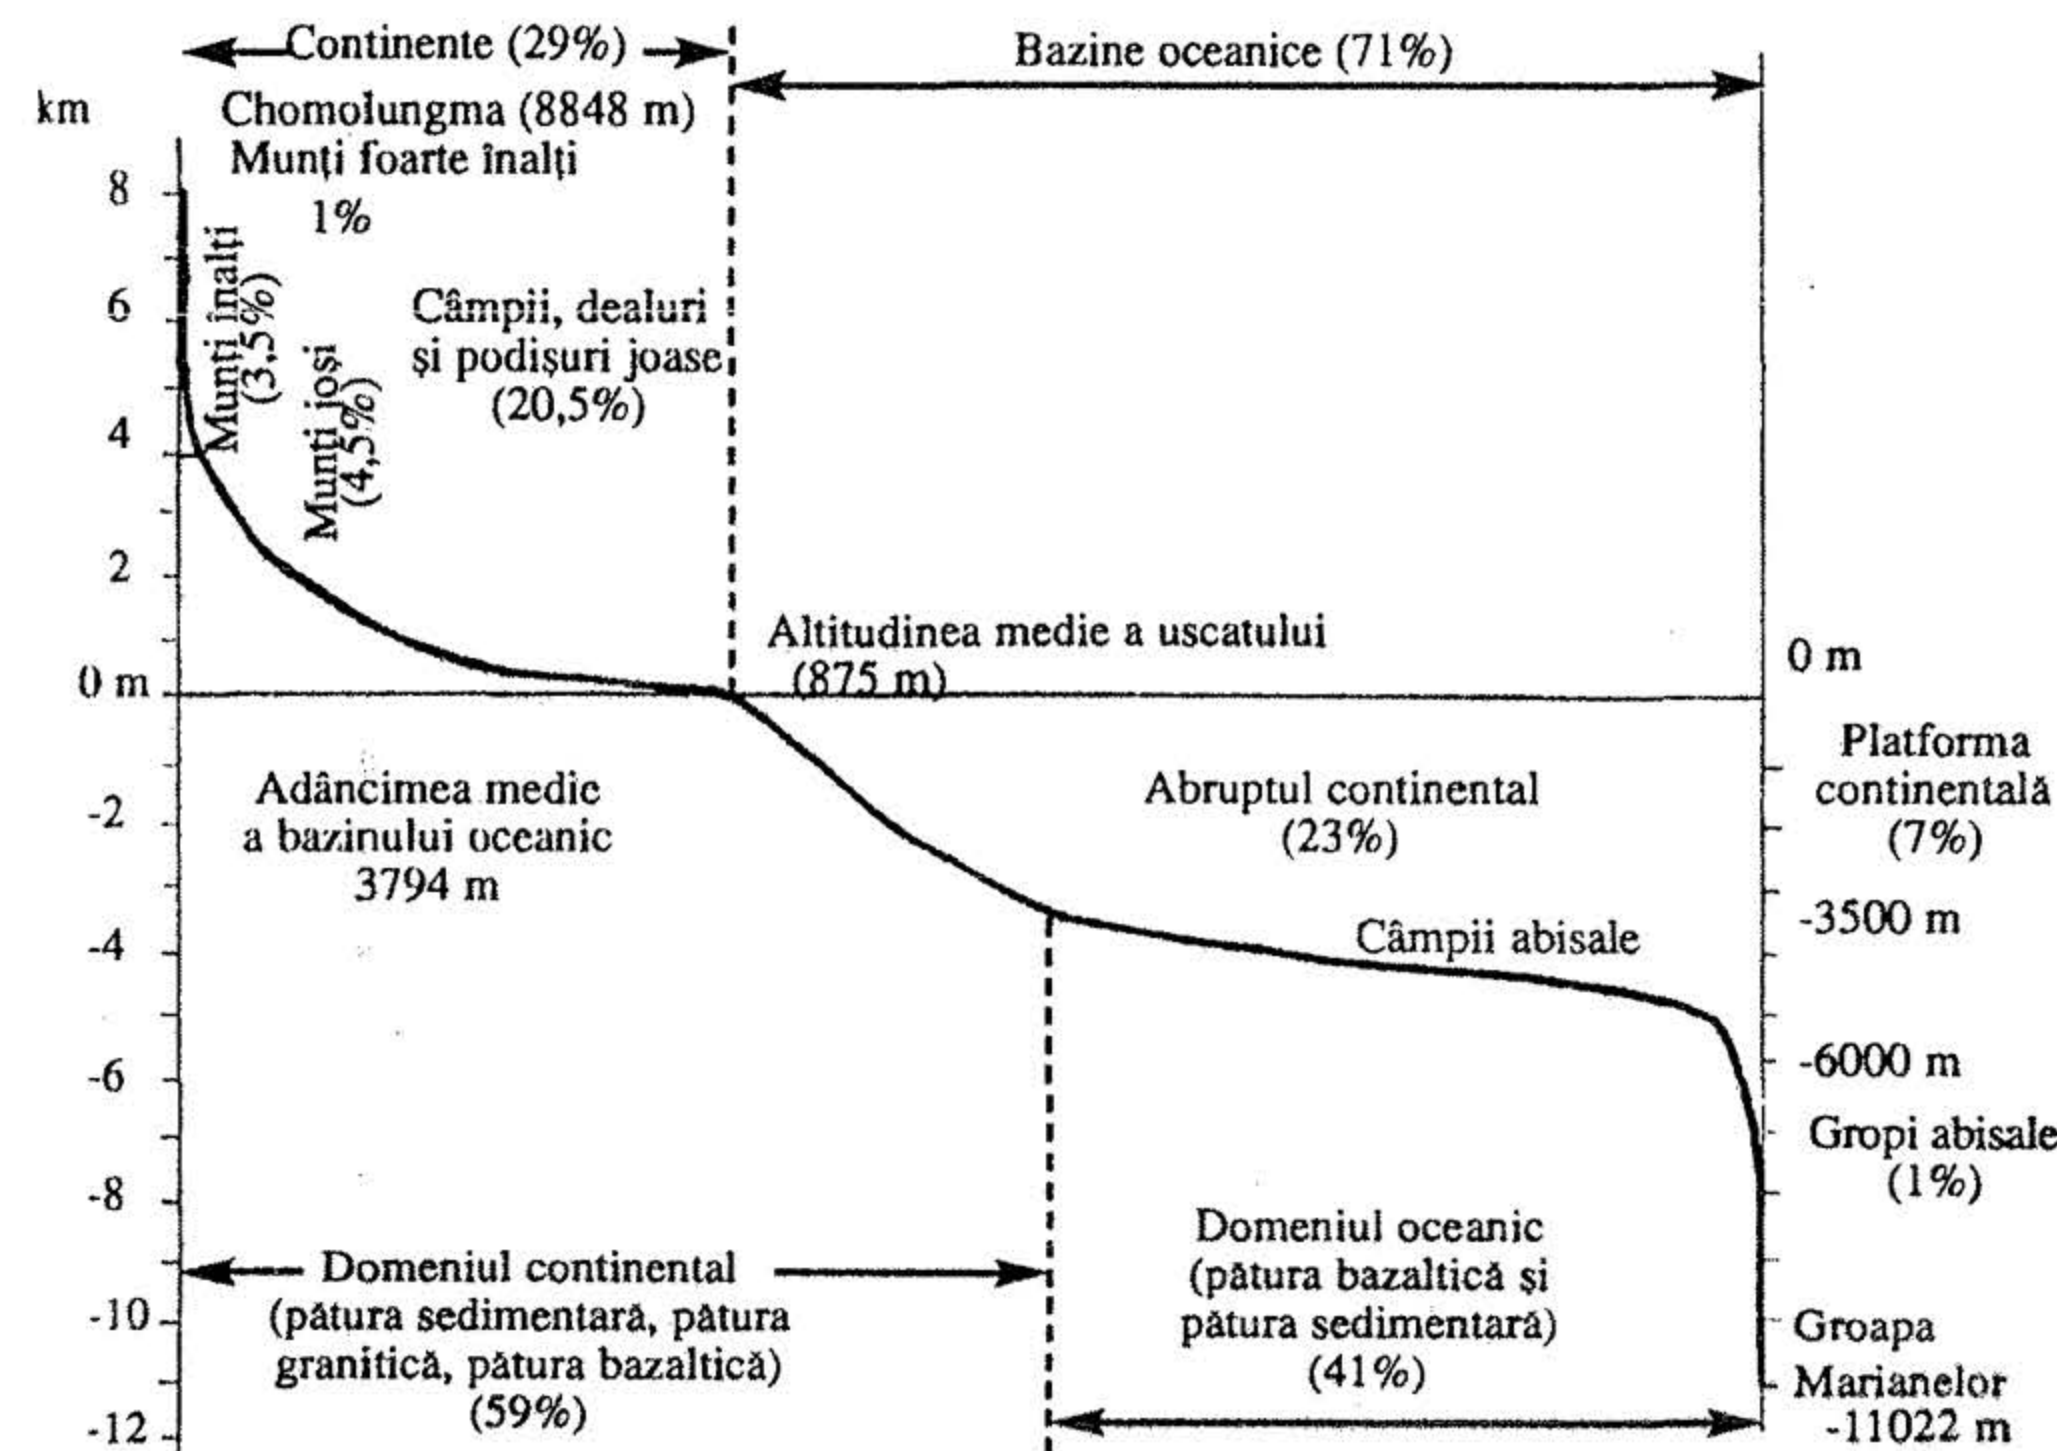 Continente (29%)
Bazine oceanice (71%)
km
Chomolungma (8848 m)
Munți foarte înalți
1%
8
6
4
2
0 m
-2
-4
-6
-8
-10
-12
Munți înalți
(3,5%)
Munți joși
(4,5%)
Câmpii, dealuri
și podișuri joase
(20,5%)
Altitudinea medie a uscatului
(875 m)
0 m
Adâncimea medie
a bazinului oceanic
3794 m
Abruptul continental
(23%)
Platforma
continentală
(7%)
-3500 m
Câmpii abisale
-6000 m
Gropi abisale
(1%)
Domeniul continental
(pătura sedimentară, pătura
granitică, pătura bazaltică)
(59%)
Domeniul oceanic
(pătura bazaltică și
pătura sedimentară)
(41%)
Groapa
Marianelor
-11022 m